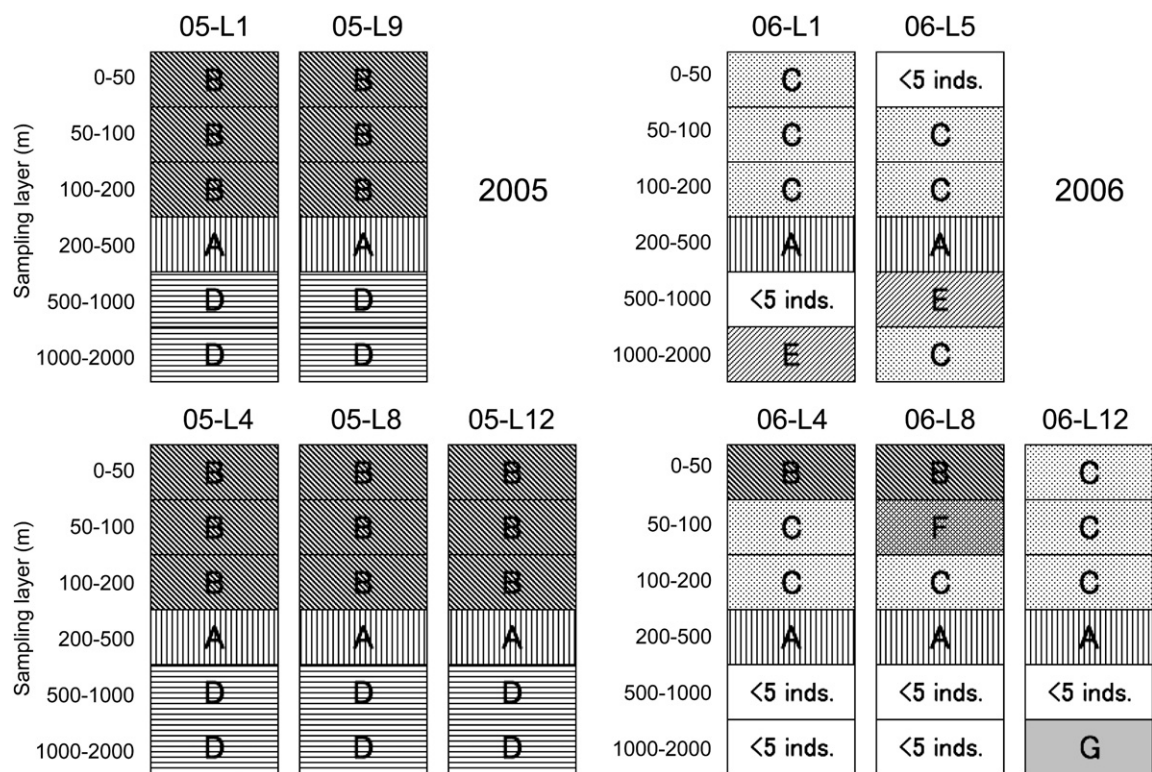 05-L1 05-L9 06-L1 06-L5
0-50 B B 0-50 C <5 inds.
50-100 B B 50-100 C C
100-200 B B 2005 100-200 C C 2006
200-500 A A 200-500 A A
500-1000 D D 500-1000 <5 inds. E
1000-2000 D D 1000-2000 E C
Sampling layer (m)
05-L4 05-L8 05-L12 06-L4 06-L8 06-L12
0-50 B B B 0-50 B B C
50-100 B B B 50-100 C F C
100-200 B B B 100-200 C C C
200-500 A A A 200-500 A A A
500-1000 D D D 500-1000 <5 inds. <5 inds. <5 inds.
1000-2000 D D D 1000-2000 <5 inds. <5 inds. G
Sampling layer (m)